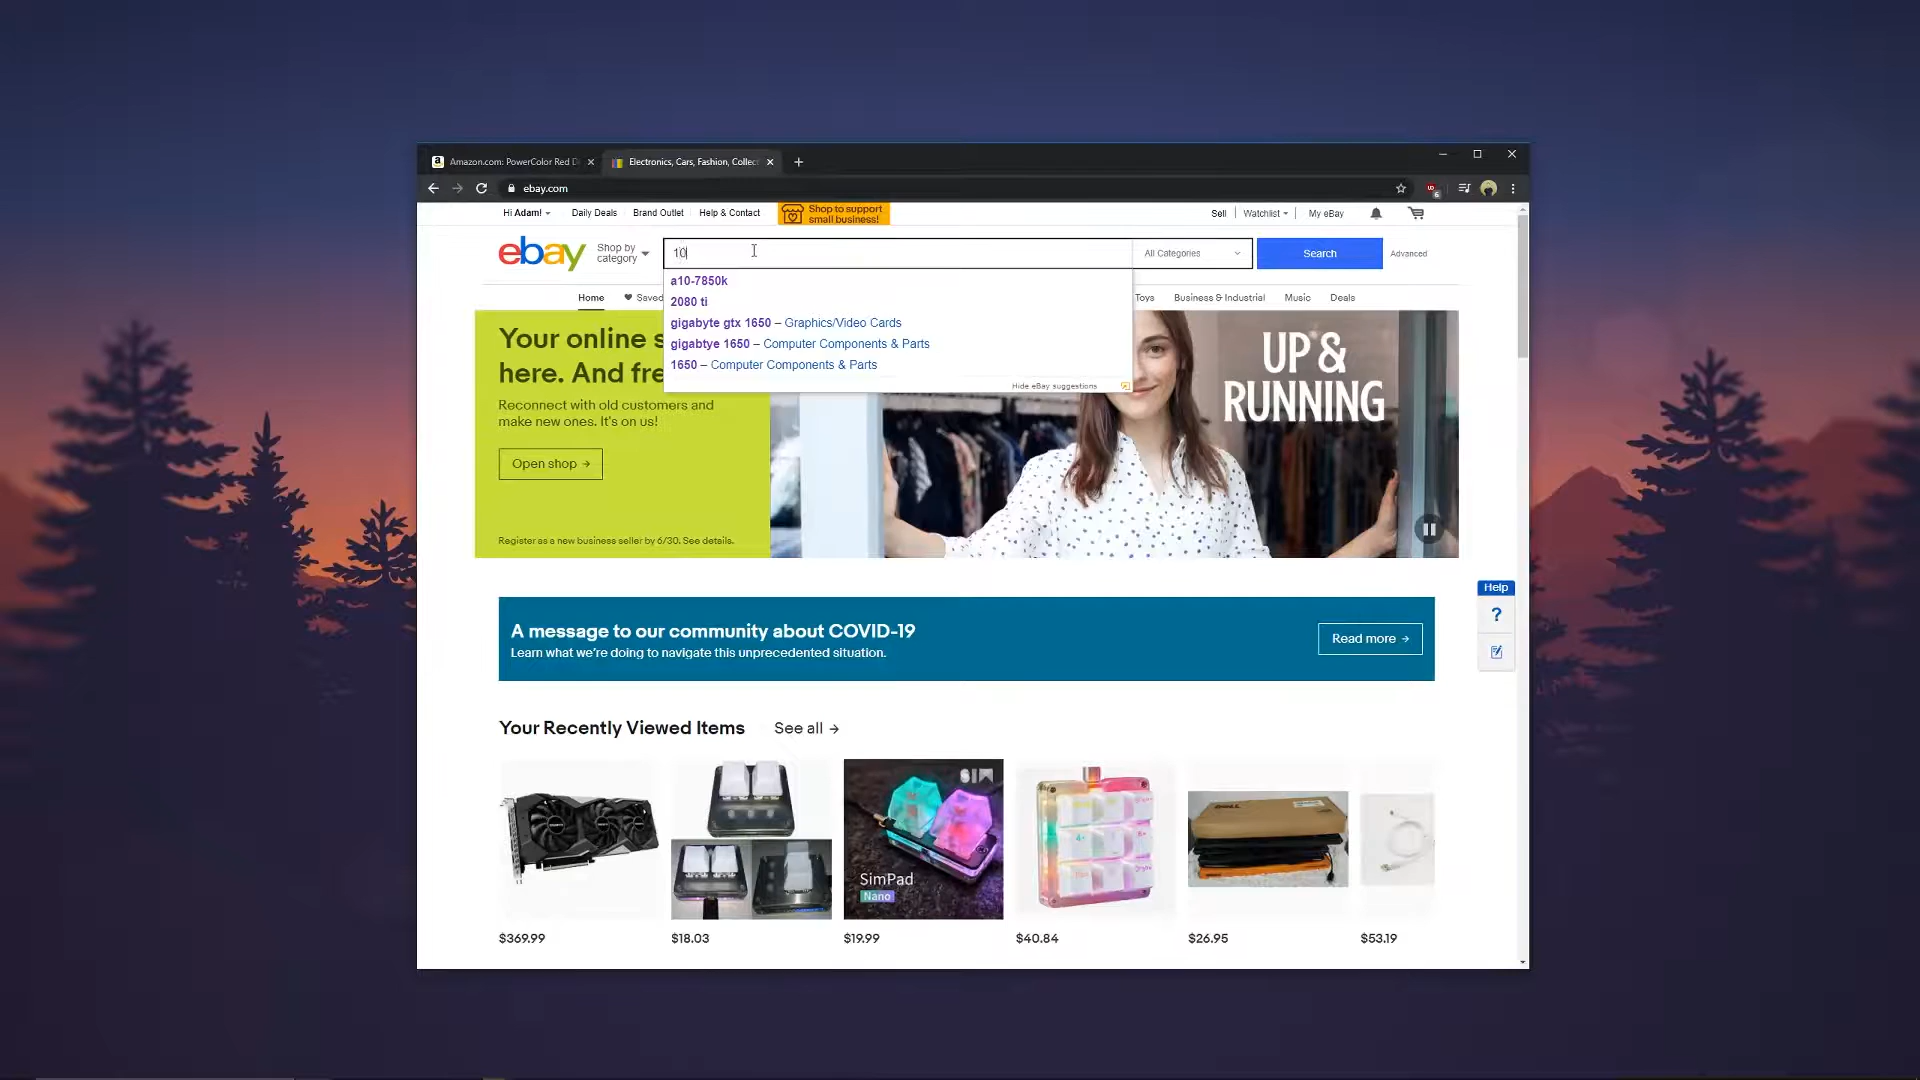 Amazon.com: PowerColor Red D
Electronics, Cars, Fashion, Collect
ebay.com
Hi Adam!
Daily Deals
Brand Outlet
Help & Contact
Shop to support
small business!
Sell
Watchlist
My eBay
ebay
Shop by
category
10
All Categories
Search
Advanced
a10-7850k
2080 ti
gigabyte gtx 1650 – Graphics/Video Cards
gigabtye 1650 – Computer Components & Parts
1650 – Computer Components & Parts
Hide eBay suggestions
Home
Saved
Toys
Business & Industrial
Music
Deals
Your online s
here. And fre
Reconnect with old customers and
make new ones. It's on us!
Open shop →
Register as a new business seller by 6/30. See details.
UP &
RUNNING
Help
?
A message to our community about COVID-19
Learn what we're doing to navigate this unprecedented situation.
Read more →
Your Recently Viewed Items
See all →
SimPad
Nano
$369.99
$18.03
$19.99
$40.84
$26.95
$53.19